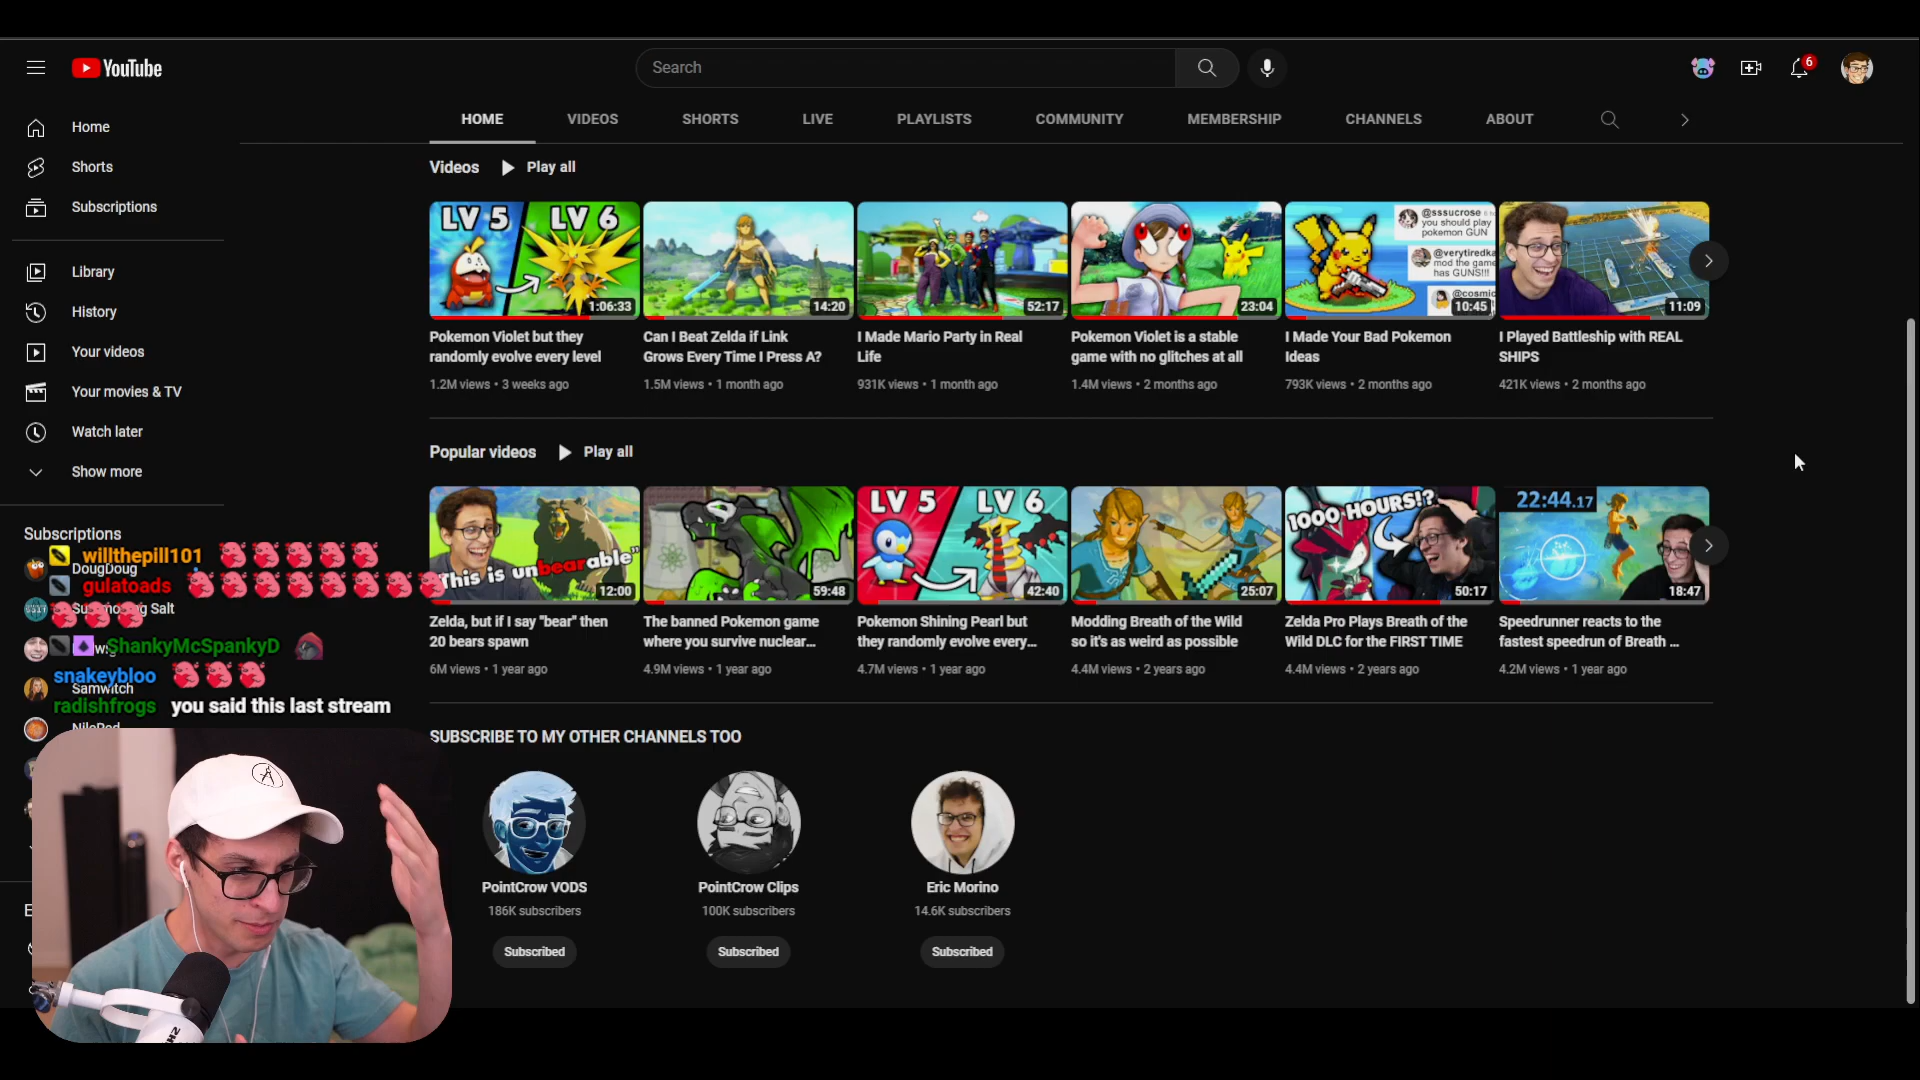 YouTube
Search
6
Home
Shorts
Subscriptions
Library
History
Your videos
Your movies & TV
Watch later
Show more
Subscriptions
DougDoug
Samwitch
HOME
VIDEOS
SHORTS
LIVE
PLAYLISTS
COMMUNITY
MEMBERSHIP
CHANNELS
ABOUT
Videos
Play all
LV 5 LV 6
1:06:33
14:20
52:17
23:04
@sssucrose
you should play
pokemon GUN
@verytiredka
mod the game
has GUNS!!!
@cosmic
10:45
11:09
Pokemon Violet but they
randomly evolve every level
1.2M views • 3 weeks ago
Can I Beat Zelda if Link
Grows Every Time I Press A?
1.5M views • 1 month ago
I Made Mario Party in Real
Life
931K views • 1 month ago
Pokemon Violet is a stable
game with no glitches at all
1.4M views • 2 months ago
I Made Your Bad Pokemon
Ideas
793K views • 2 months ago
I Played Battleship with REAL
SHIPS
421K views • 2 months ago
Popular videos
Play all
"This is unbearable"
12:00
59:48
LV 5 LV 6
42:40
25:07
1000 HOURS!?
50:17
22:44.17
18:47
Zelda, but if I say "bear" then
20 bears spawn
6M views • 1 year ago
The banned Pokemon game
where you survive nuclear...
4.9M views • 1 year ago
Pokemon Shining Pearl but
they randomly evolve every...
4.7M views • 1 year ago
Modding Breath of the Wild
so it's as weird as possible
4.4M views • 2 years ago
Zelda Pro Plays Breath of the
Wild DLC for the FIRST TIME
4.4M views • 2 years ago
Speedrunner reacts to the
fastest speedrun of Breath ...
4.2M views • 1 year ago
SUBSCRIBE TO MY OTHER CHANNELS TOO
PointCrow VODS
186K subscribers
Subscribed
PointCrow Clips
100K subscribers
Subscribed
Eric Morino
14.6K subscribers
Subscribed
willthepill101
gulatoads
ShankyMcSpankyD
snakeybloo
radishfrogs you said this last stream